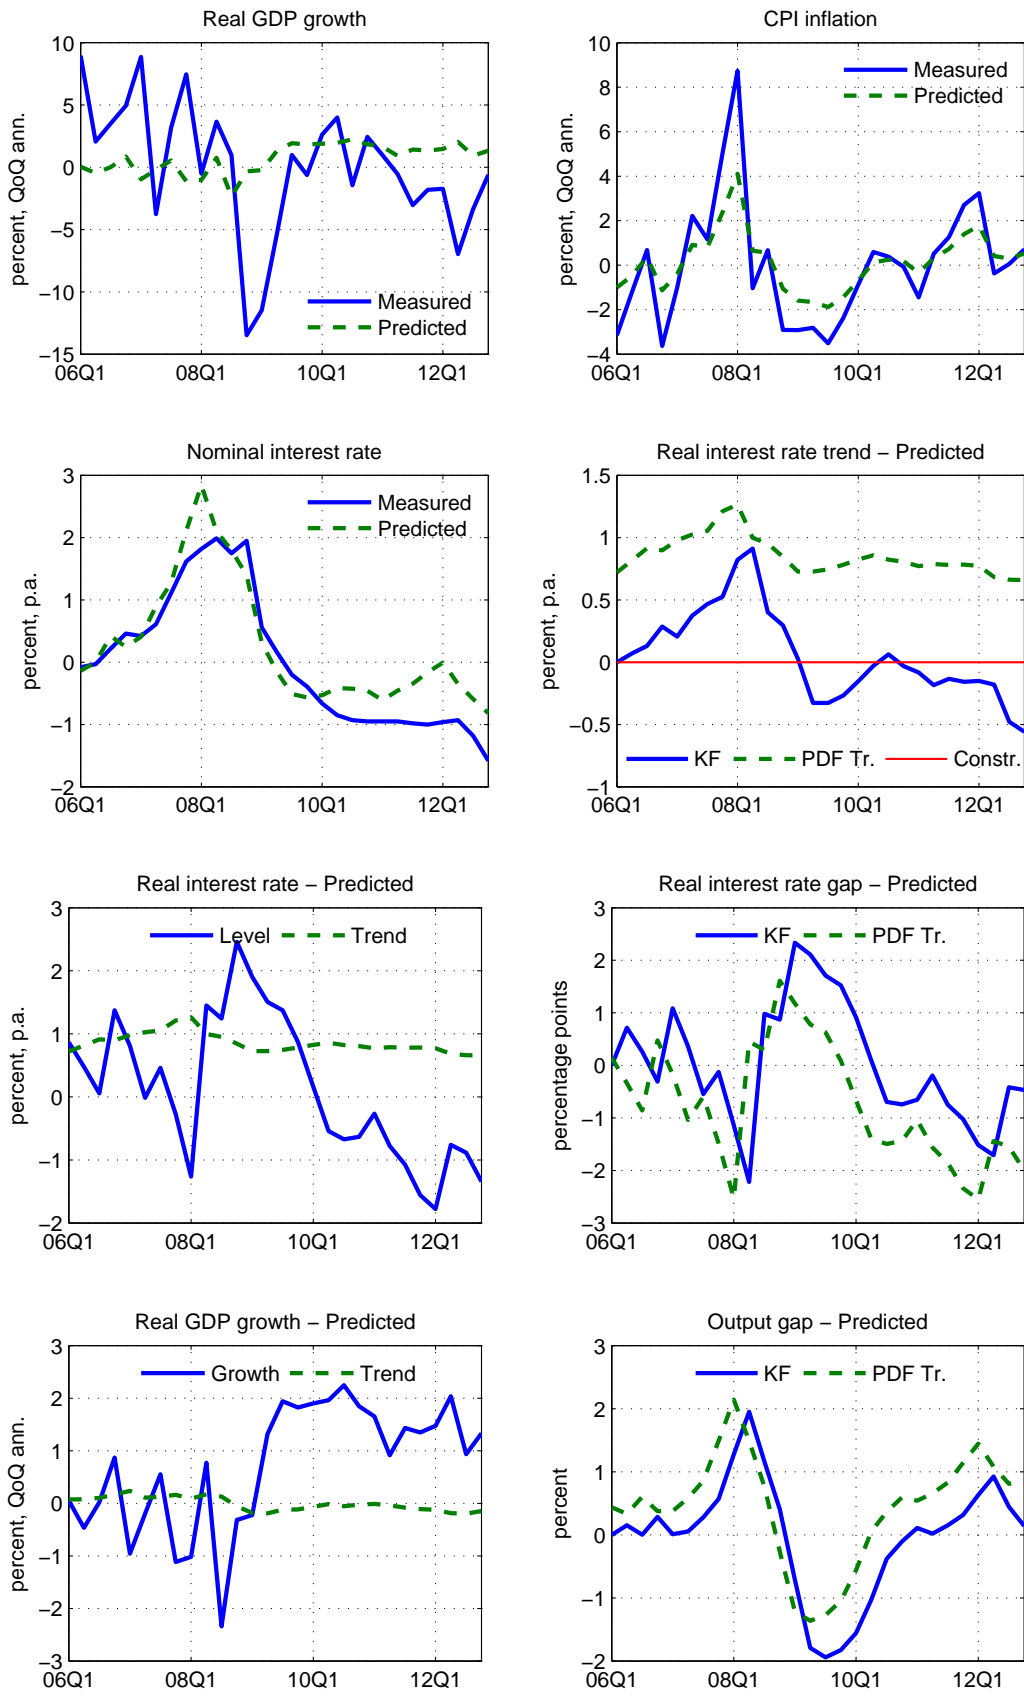 Real GDP growth
percent, QoQ ann.
10
5
0
−5
−10
−15
06Q1 08Q1 10Q1 12Q1
Measured
Predicted
CPI inflation
percent, QoQ ann.
10
8
6
4
2
0
−2
−4
06Q1 08Q1 10Q1 12Q1
Measured
Predicted
Nominal interest rate
percent, p.a.
3
2
1
0
−1
−2
06Q1 08Q1 10Q1 12Q1
Measured
Predicted
Real interest rate trend − Predicted
percent, p.a.
1.5
1
0.5
0
−0.5
−1
06Q1 08Q1 10Q1 12Q1
KF PDF Tr. Constr.
Real interest rate − Predicted
percent, p.a.
3
2
1
0
−1
−2
06Q1 08Q1 10Q1 12Q1
Level Trend
Real interest rate gap − Predicted
percentage points
3
2
1
0
−1
−2
−3
06Q1 08Q1 10Q1 12Q1
KF PDF Tr.
Real GDP growth − Predicted
percent, QoQ ann.
3
2
1
0
−1
−2
−3
06Q1 08Q1 10Q1 12Q1
Growth Trend
Output gap − Predicted
percent
3
2
1
0
−1
−2
06Q1 08Q1 10Q1 12Q1
KF PDF Tr.